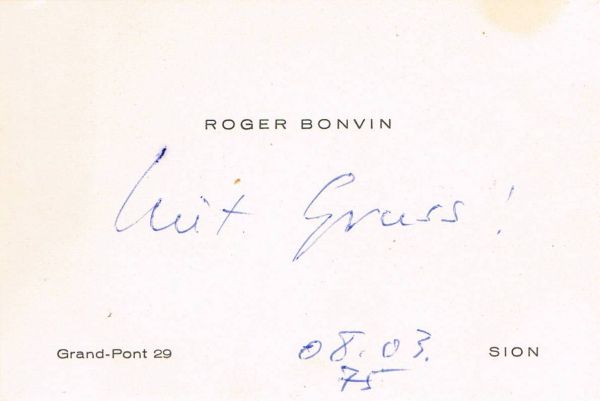 ROGER BONVIN
Mit Gruss!
Grand-Pont 29
08.03.
75
SION